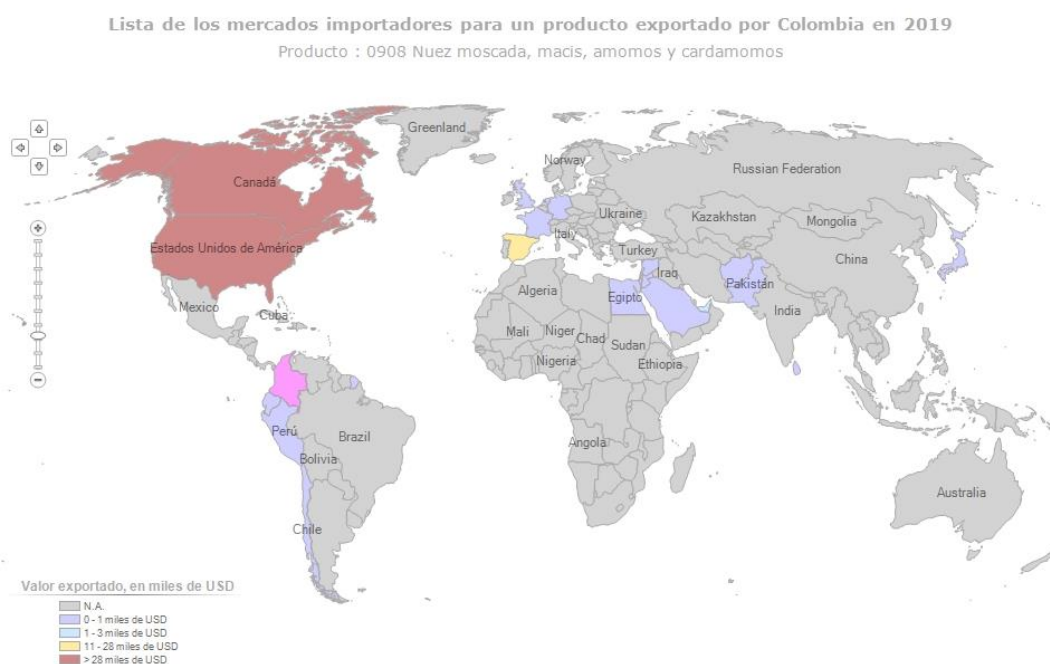 Lista de los mercados importadores para un producto exportado por Colombia en 2019
Producto : 0908 Nuez moscada, macis, amomos y cardamomos
Greenland
Norway
Russian Federation
Canadá
Ukraine
Kazakhstan
Mongolia
Estados Unidos de América
Italy
Turkey
China
Iraq
Pakistán
Algeria
Egipto
Mexico
India
Cuba
Mali
Niger
Chad
Sudan
Nigeria
Ethiopia
Perú
Brazil
Angola
Bolivia
Australia
Chile
Valor exportado, en miles de USD
N.A.
0 - 1 miles de USD
1 - 3 miles de USD
11 - 28 miles de USD
> 28 miles de USD